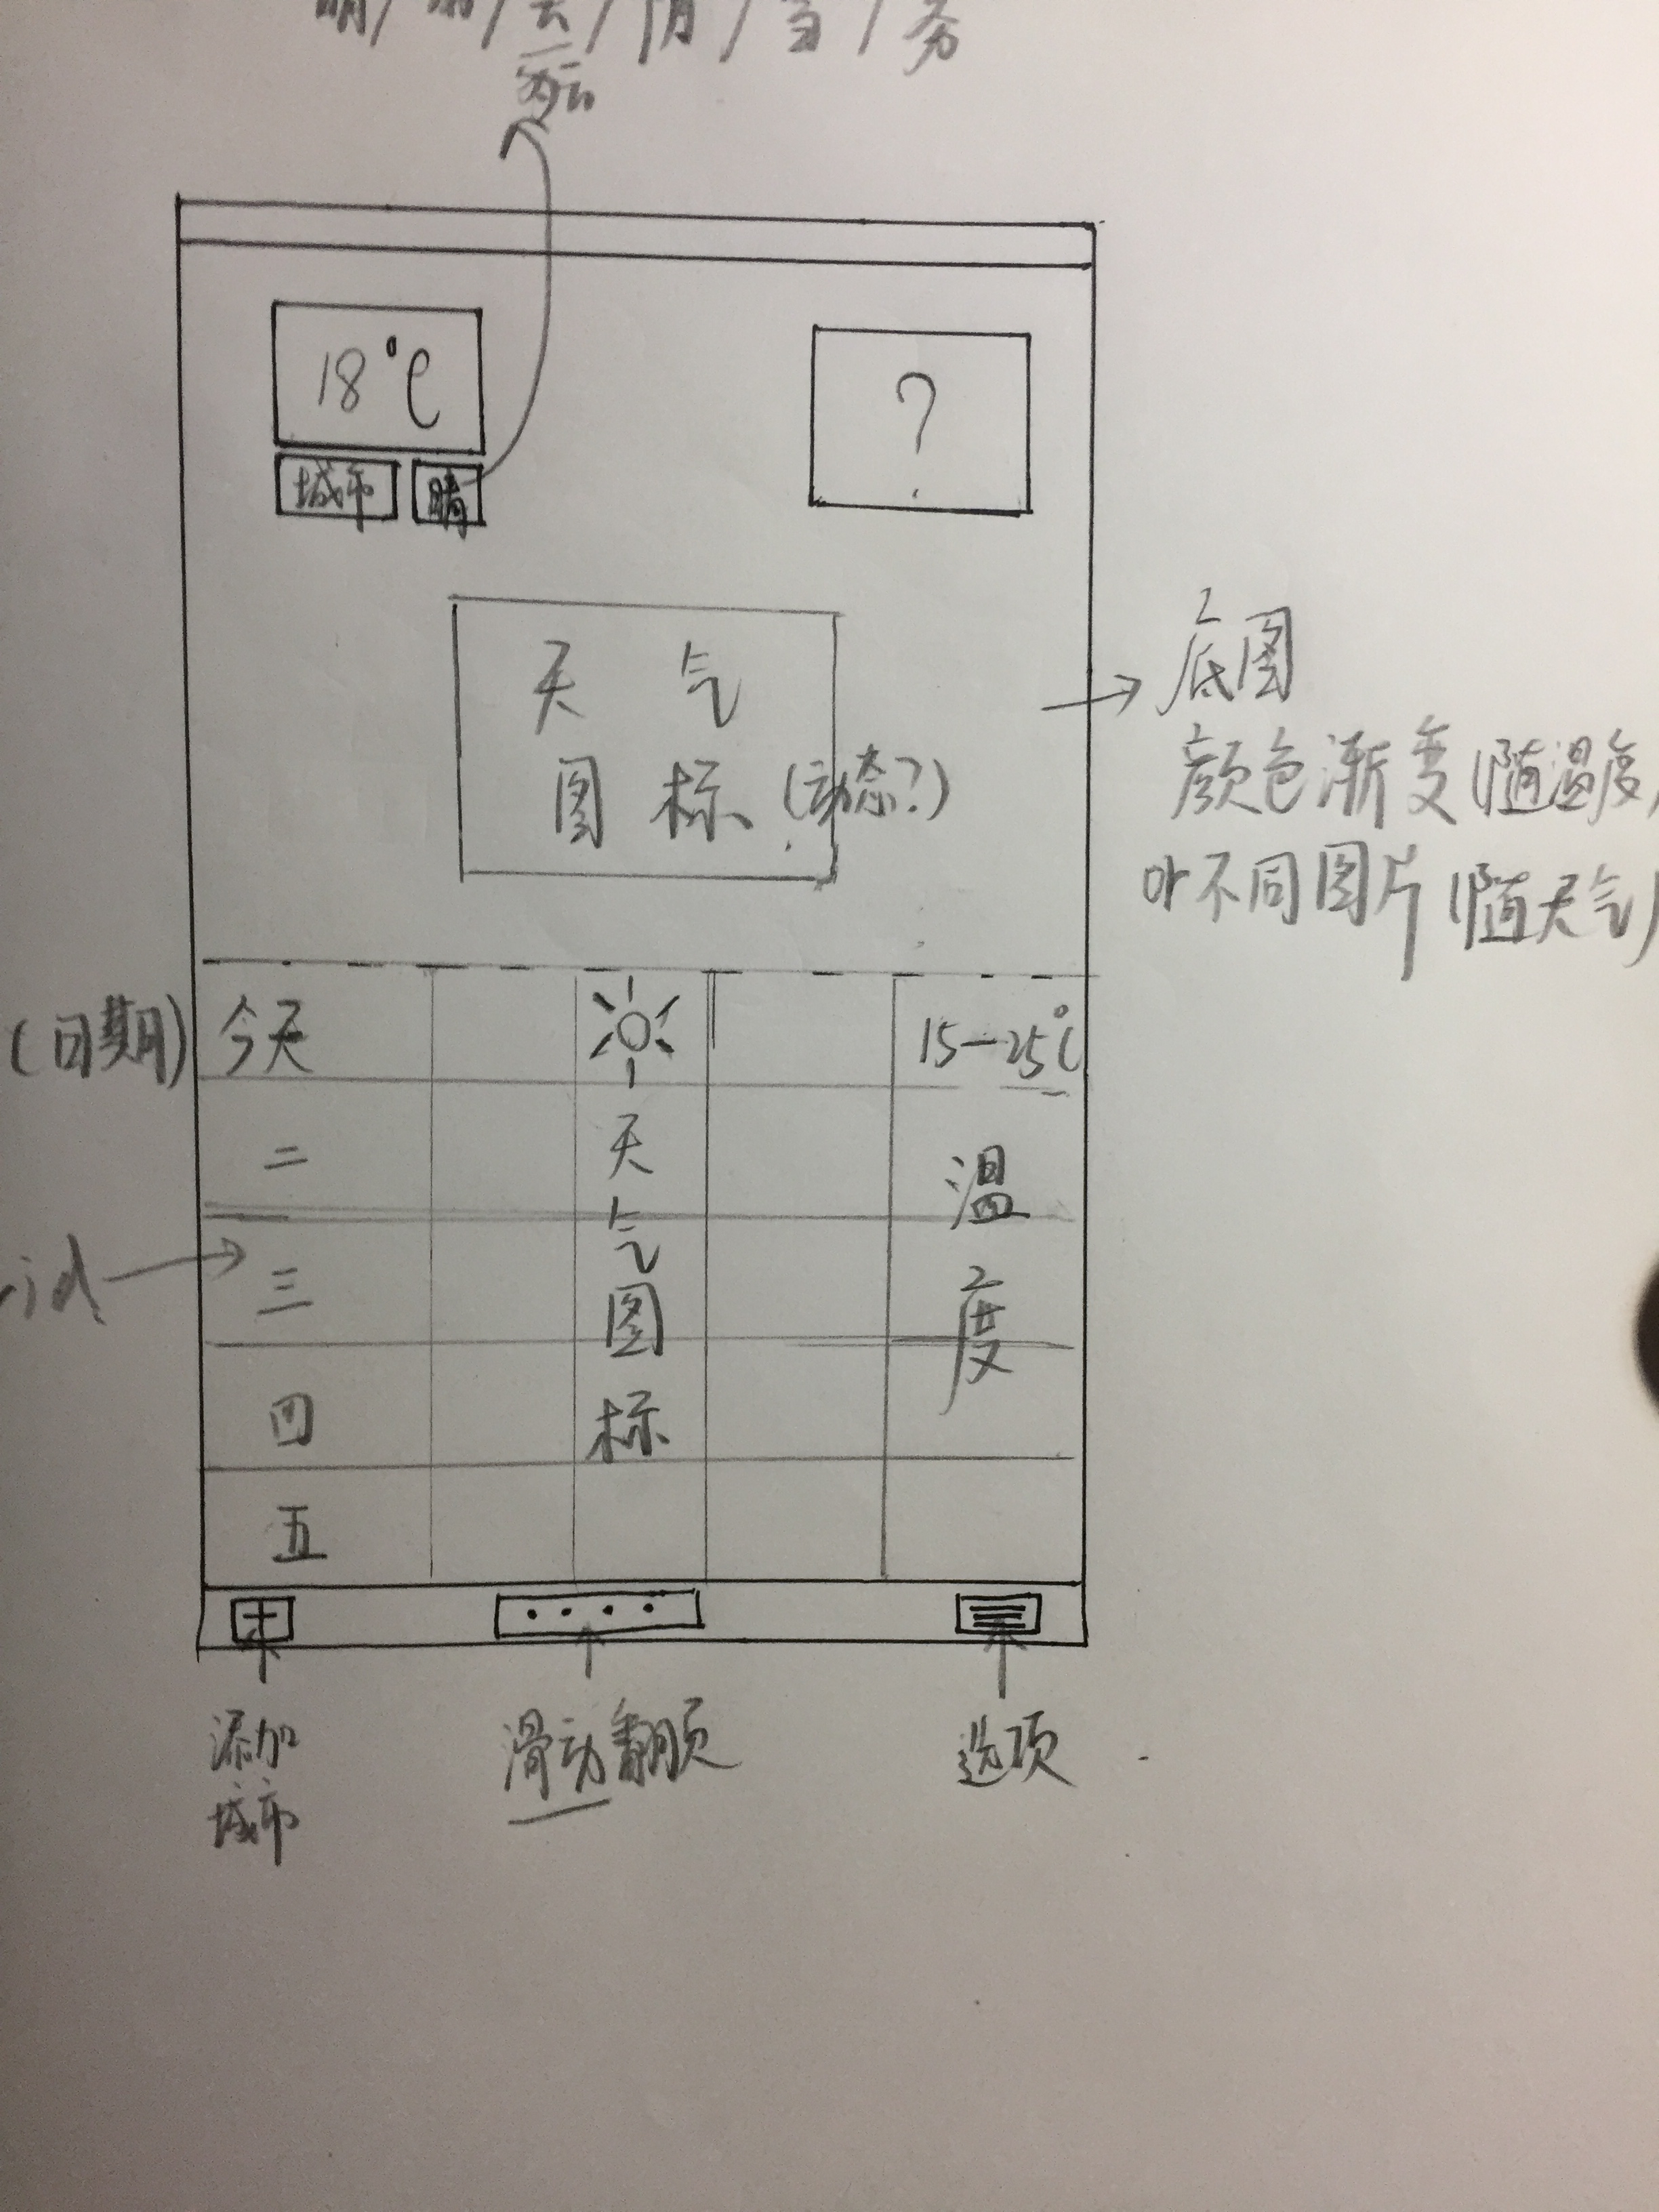 晴/雨/云/阴/雪/雾
多云
18°C
?
城市 晴
天气
图标(动态?)
底图
颜色渐变(随温度)
or不同图片(随天气)
(日期) 今天 15—25℃
二
三
四
五
天气图标
温度
添加
城市
滑动翻页
选项